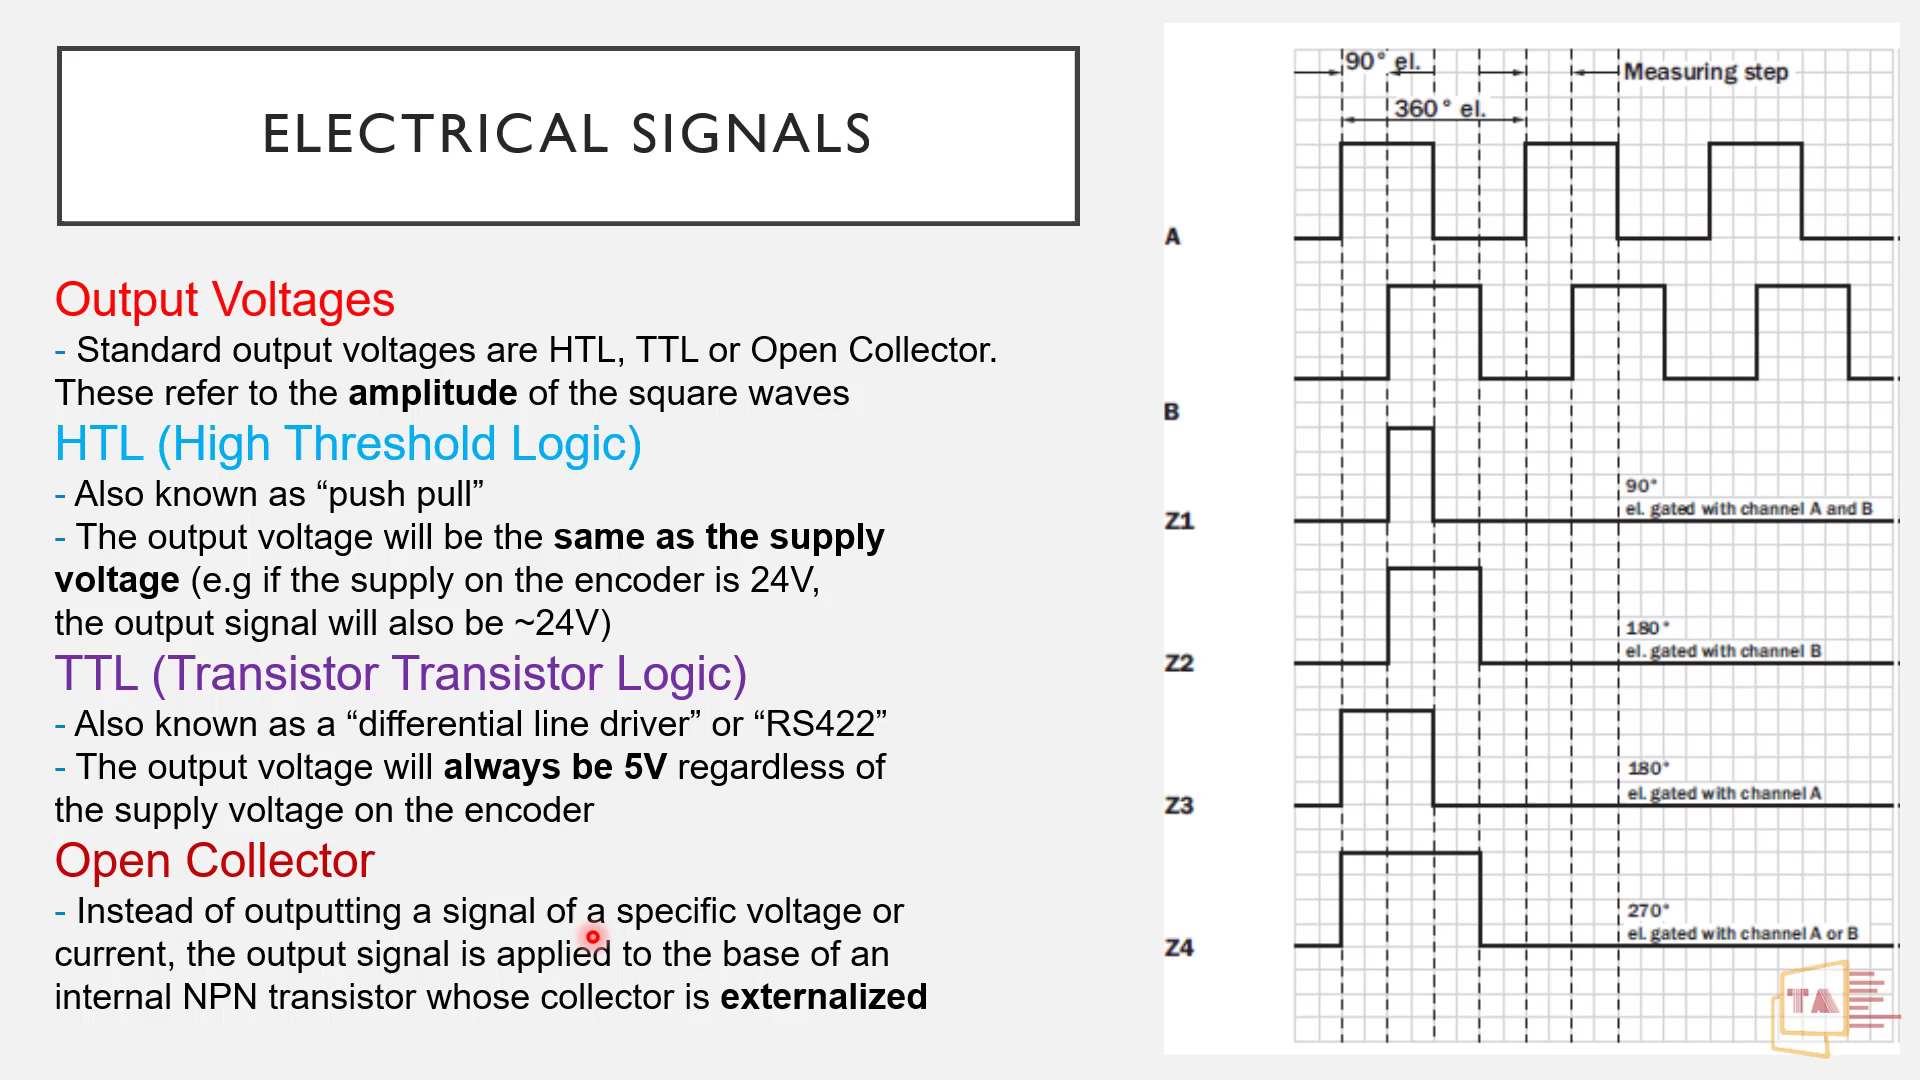 ELECTRICAL SIGNALS
Output Voltages
- Standard output voltages are HTL, TTL or Open Collector.
These refer to the amplitude of the square waves
HTL (High Threshold Logic)
- Also known as “push pull”
- The output voltage will be the same as the supply
voltage (e.g if the supply on the encoder is 24V,
the output signal will also be ~24V)
TTL (Transistor Transistor Logic)
- Also known as a “differential line driver” or “RS422”
- The output voltage will always be 5V regardless of
the supply voltage on the encoder
Open Collector
- Instead of outputting a signal of a specific voltage or
current, the output signal is applied to the base of an
internal NPN transistor whose collector is externalized
90° el.
Measuring step
360° el.
A
B
Z1
90°
el. gated with channel A and B
Z2
180°
el. gated with channel B
Z3
180°
el. gated with channel A
Z4
270°
el. gated with channel A or B
TA